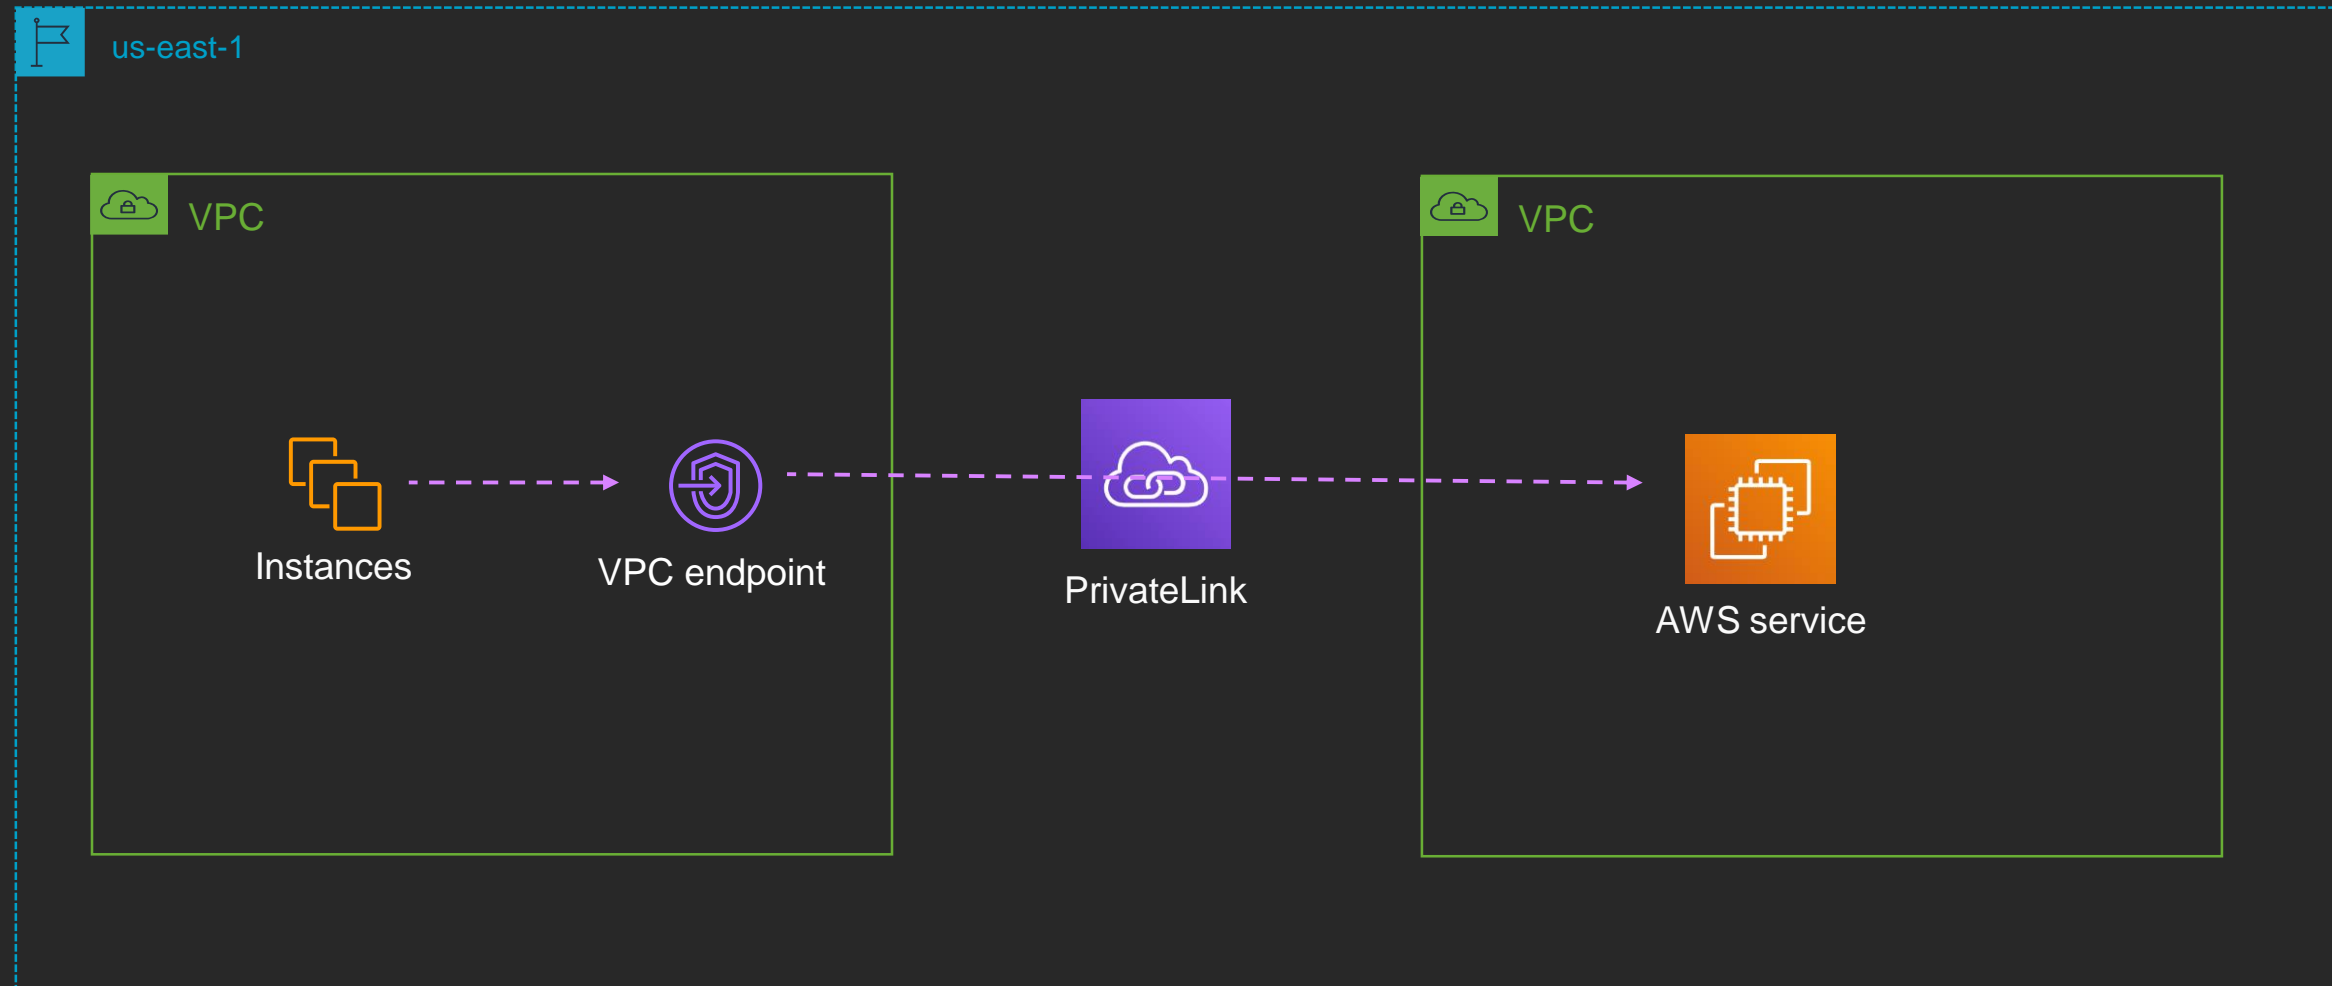 us-east-1
VPC
VPC
Instances
VPC endpoint
PrivateLink
AWS service